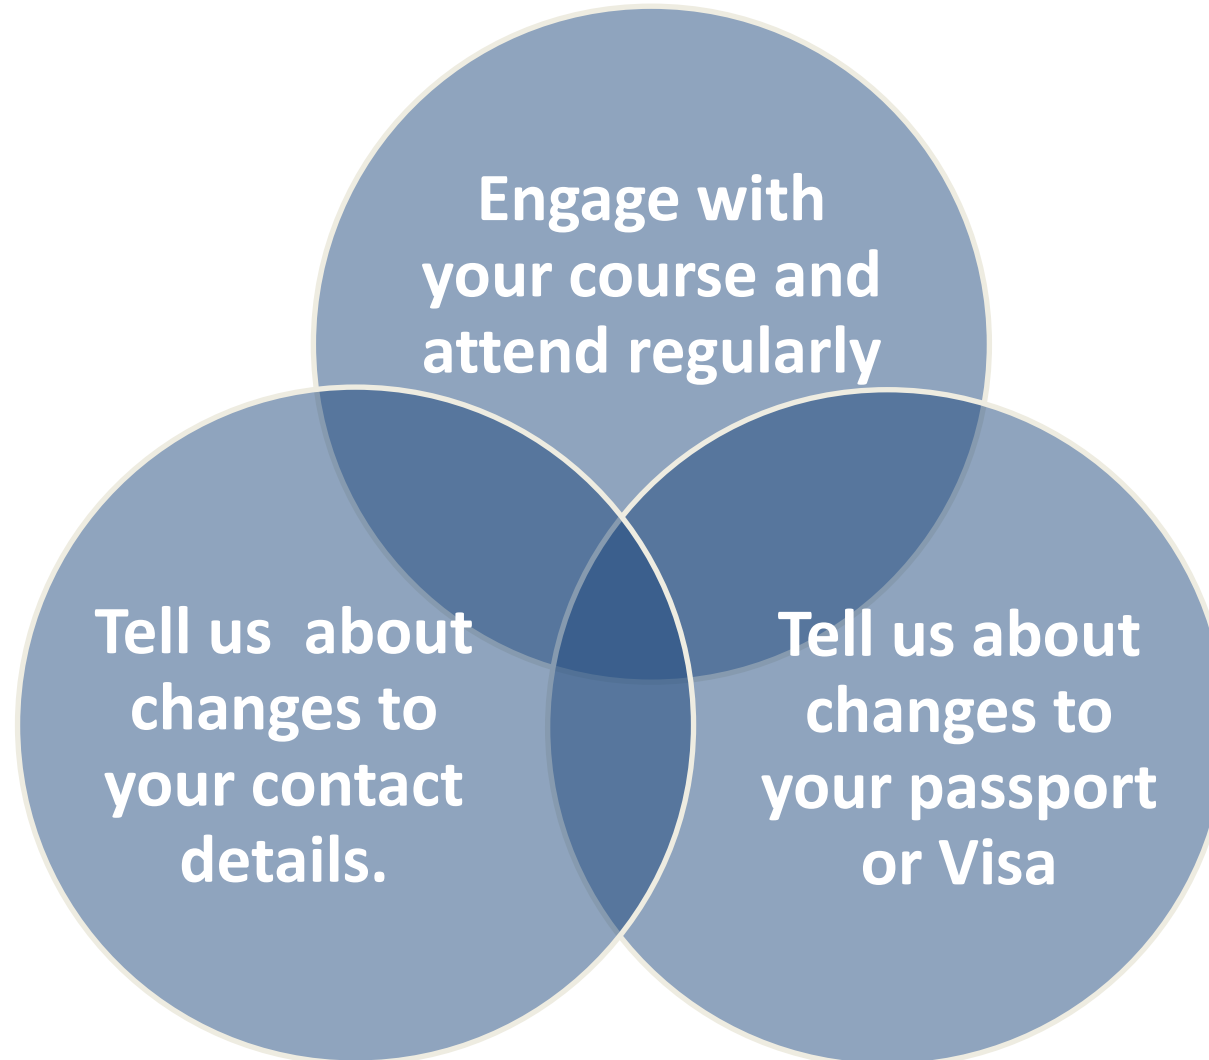 Engage with
your course and
attend regularly
Tell us  about
changes to
your contact
details.
Tell us about
changes to
your passport
or Visa